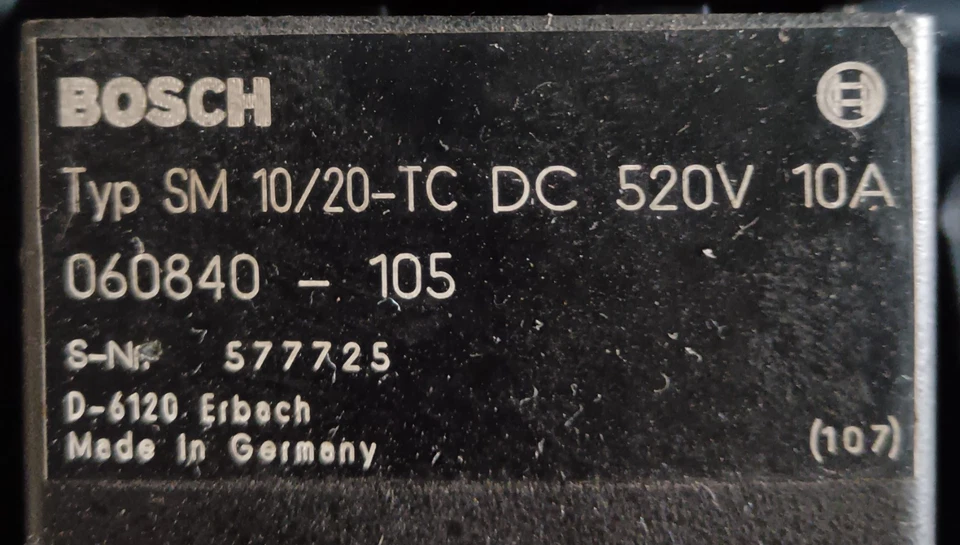 BOSCH
Typ SM 10/20-TC DC 520V 10A
060840 - 105
S-Nr. 577725
D-6120 Erbach
Made In Germany (107)